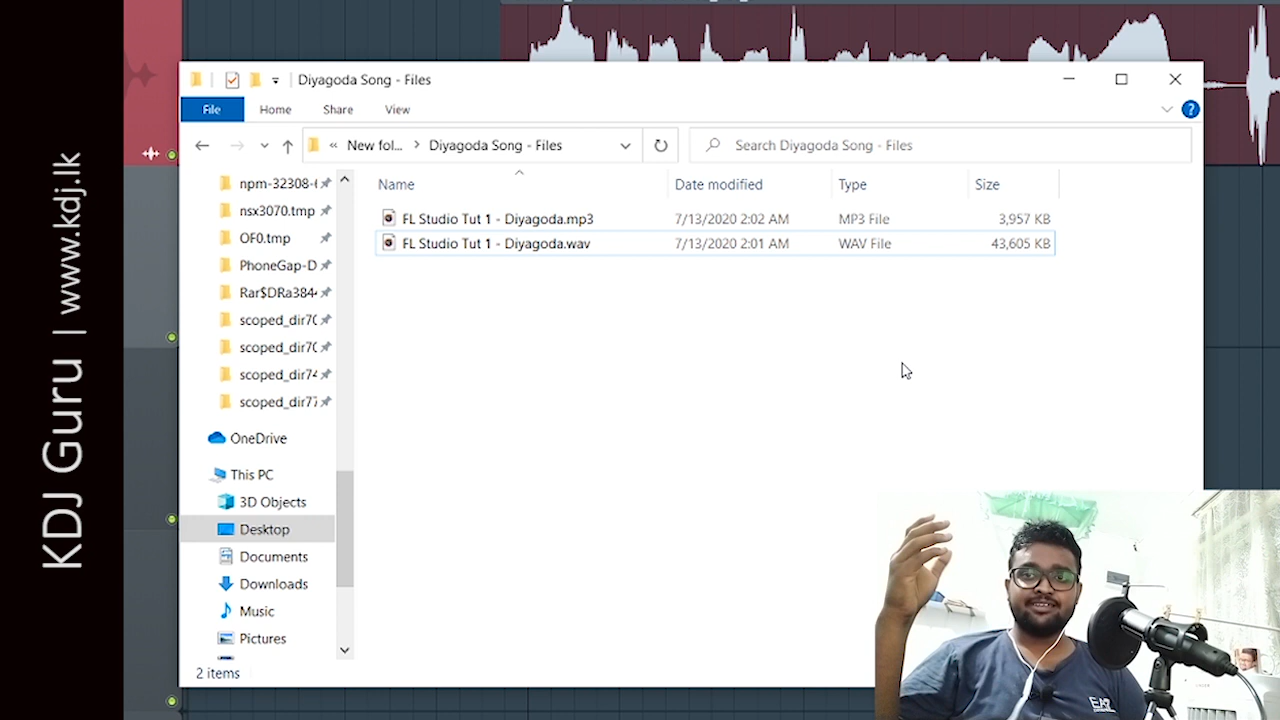 KDJ Guru | www.kdj.lk
Diyagoda Song - Files
File
Home
Share
View
?
« New fol... > Diyagoda Song - Files
Search Diyagoda Song - Files
Name
Date modified
Type
Size
FL Studio Tut 1 - Diyagoda.mp3
7/13/2020 2:02 AM
MP3 File
3,957 KB
FL Studio Tut 1 - Diyagoda.wav
7/13/2020 2:01 AM
WAV File
43,605 KB
npm-32308-
nsx3070.tmp
OF0.tmp
PhoneGap-D
Rar$DRa384
scoped_dir70
scoped_dir70
scoped_dir74
scoped_dir77
OneDrive
This PC
3D Objects
Desktop
Documents
Downloads
Music
Pictures
2 items